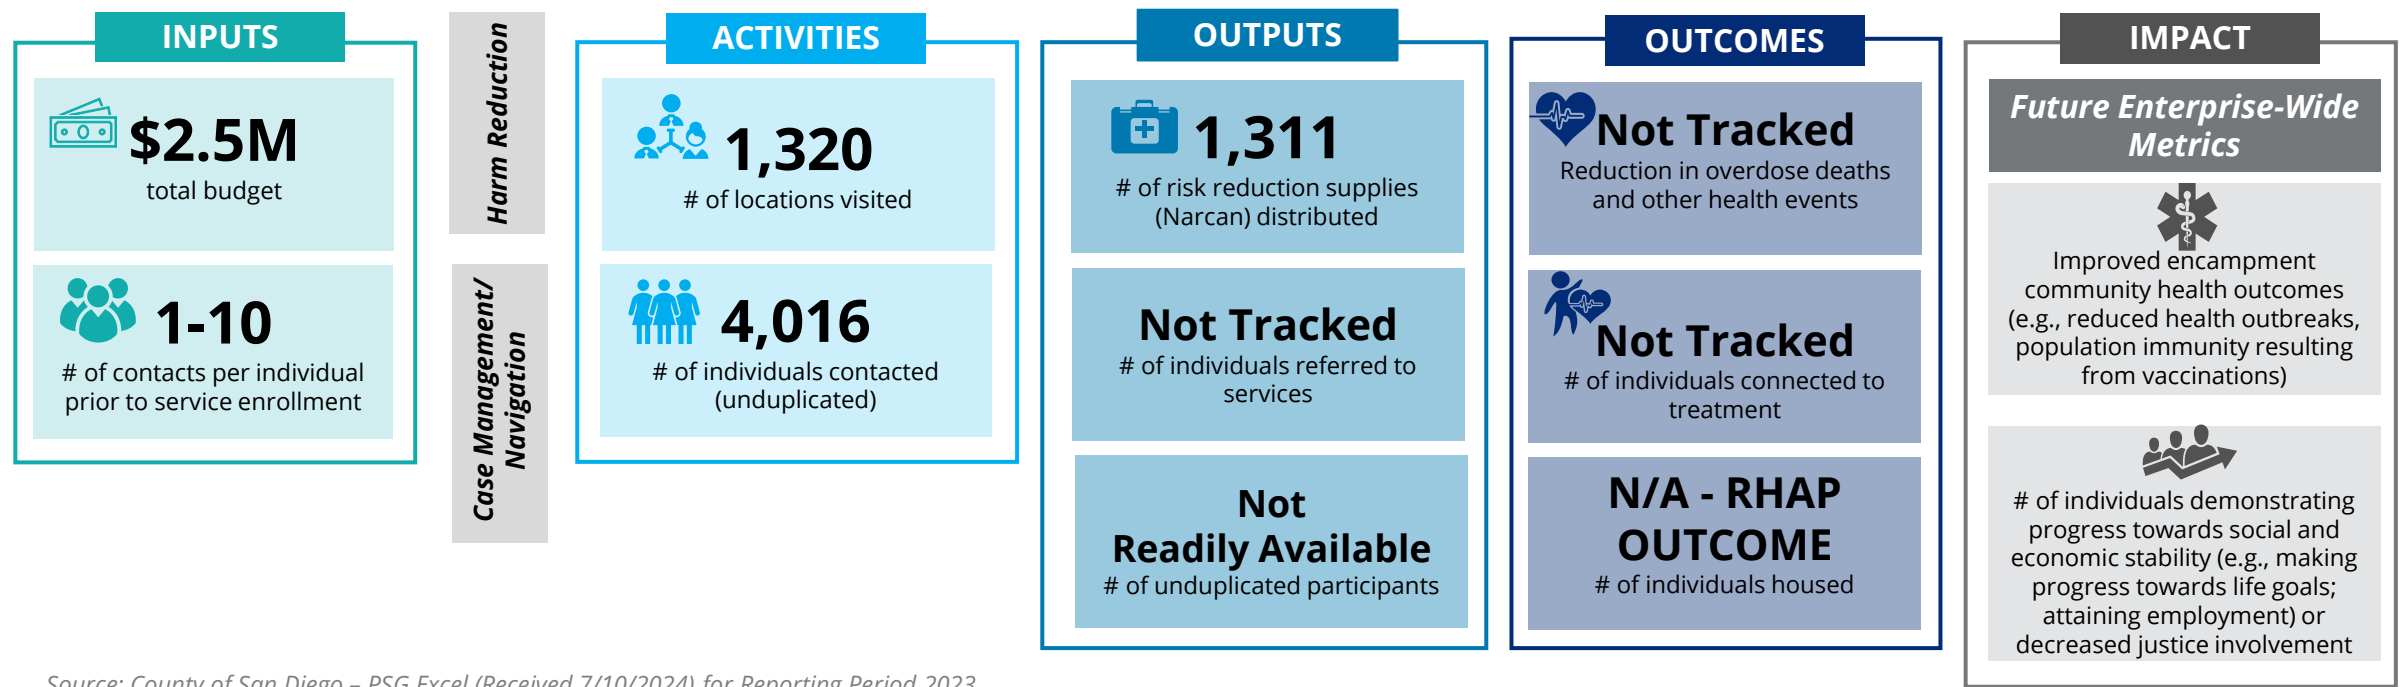 INPUTS
$2.5M
total budget
1-10
# of contacts per individual
prior to service enrollment
Harm Reduction
Case Management/
Navigation
ACTIVITIES
1,320
# of locations visited
4,016
# of individuals contacted
(unduplicated)
OUTPUTS
1,311
# of risk reduction supplies
(Narcan) distributed
Not Tracked
# of individuals referred to
services
Not
Readily Available
# of unduplicated participants
OUTCOMES
Not Tracked
Reduction in overdose deaths
and other health events
Not Tracked
# of individuals connected to
treatment
N/A - RHAP
OUTCOME
# of individuals housed
IMPACT
Future Enterprise-Wide
Metrics
Improved encampment
community health outcomes
(e.g., reduced health outbreaks,
population immunity resulting
from vaccinations)
# of individuals demonstrating
progress towards social and
economic stability (e.g., making
progress towards life goals;
attaining employment) or
decreased justice involvement
Source: County of San Diego – PSG Excel (Received 7/10/2024) for Reporting Period 2023